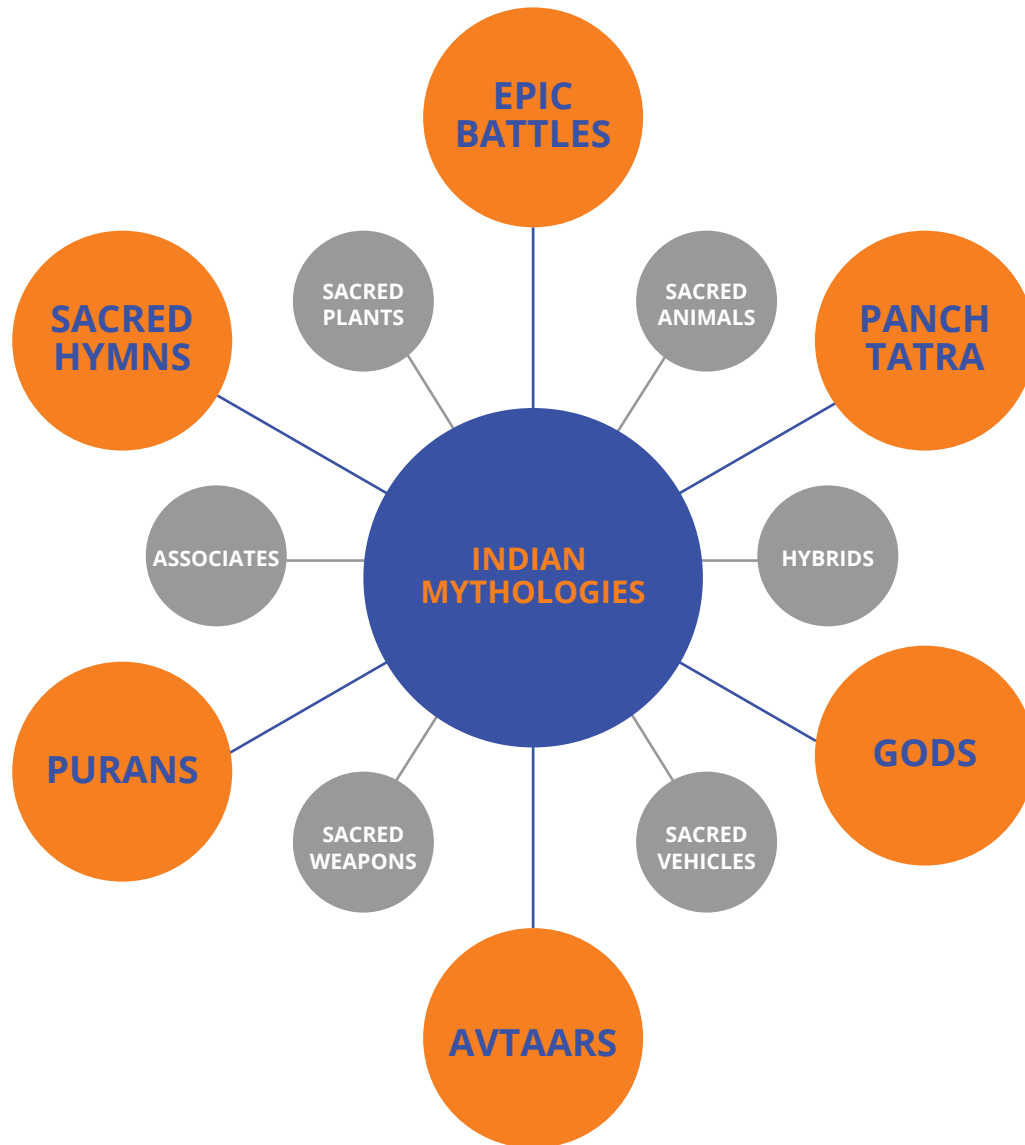 EPIC
BATTLES
SACRED
PLANTS
SACRED
ANIMALS
SACRED
HYMNS
PANCH
TATRA
ASSOCIATES
INDIAN
MYTHOLOGIES
HYBRIDS
PURANS
GODS
SACRED
WEAPONS
SACRED
VEHICLES
AVTAARS